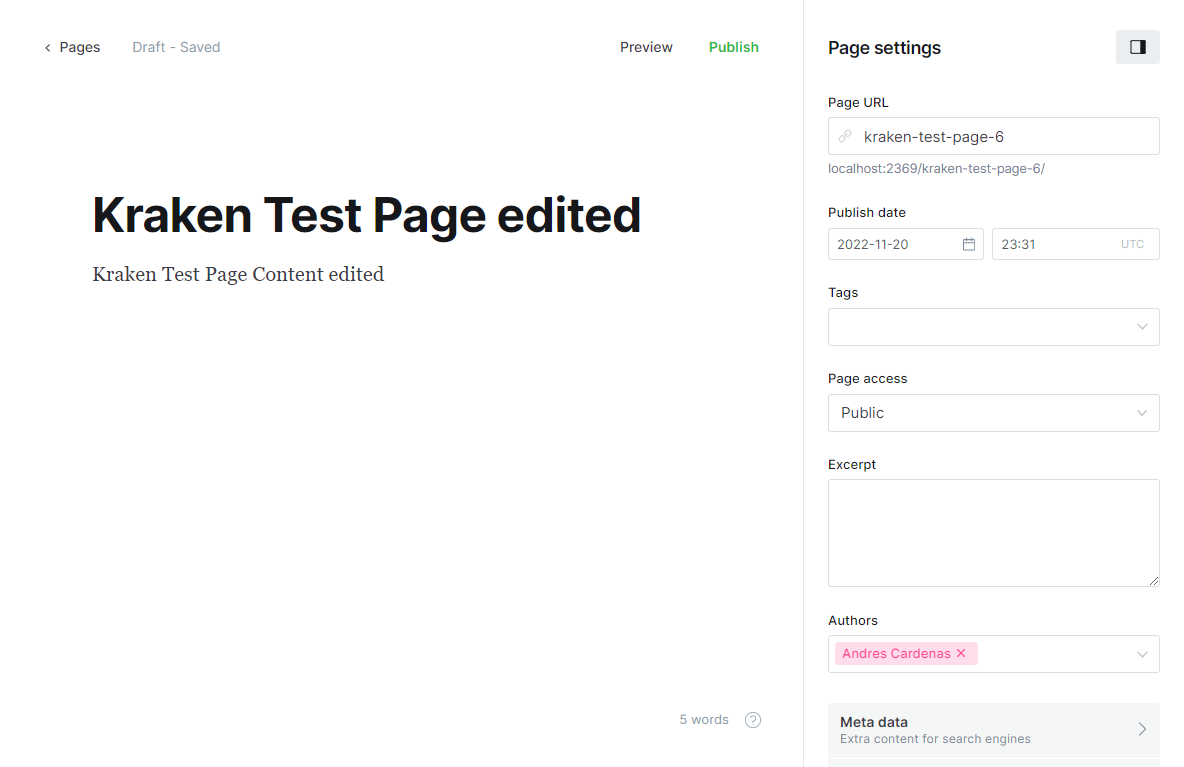 Pages
Draft - Saved
Preview
Publish
Kraken Test Page edited
Kraken Test Page Content edited
5 words
?
Page settings
Page URL
kraken-test-page-6
localhost:2369/kraken-test-page-6/
Publish date
2022-11-20
23:31 UTC
Tags
Page access
Public
Excerpt
Authors
Andres Cardenas ×
Meta data
Extra content for search engines